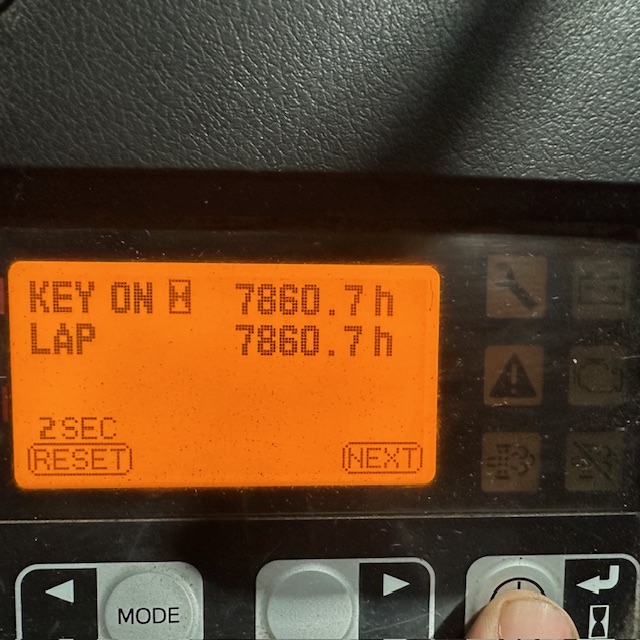 KEY ON H 7860.7h
LAP 7860.7h
2SEC
RESET NEXT
MODE